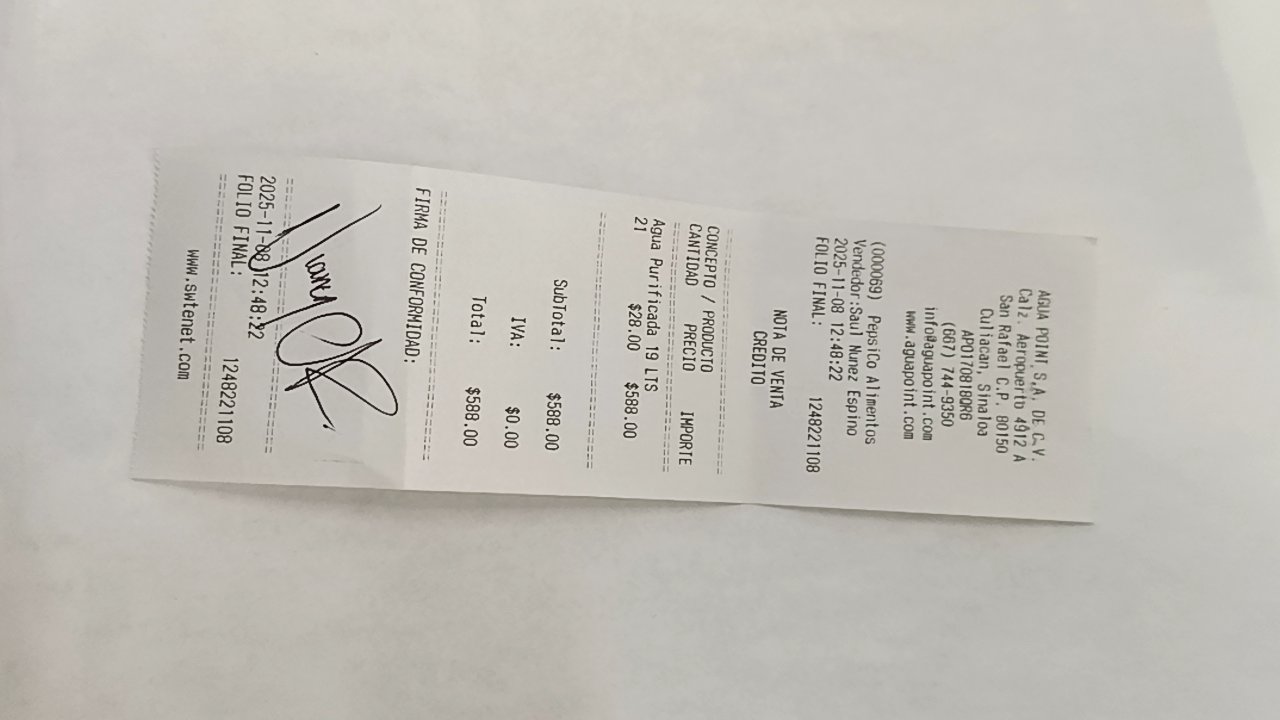 AGUA POINT, S.A. DE C.V.
Calz. Aeropuerto 4912 A
San Rafael C.P. 80150
Culiacan, Sinaloa
APO170818QR6
(667) 744-9350
info@aguapoint.com
www.aguapoint.com
(000069) PepsiCo Alimentos
Vendedor:Saul Nunez Espino
2025-11-08 12:48:22
FOLIO FINAL: 1248221108
NOTA DE VENTA
CREDITO
CONCEPTO / PRODUCTO
CANTIDAD PRECIO IMPORTE
Agua Purificada 19 LTS
21 $28.00 $588.00
SubTotal: $588.00
IVA: $0.00
Total: $588.00
FIRMA DE CONFORMIDAD:
2025-11-08 12:48:22
FOLIO FINAL: 1248221108
www.swtenet.com